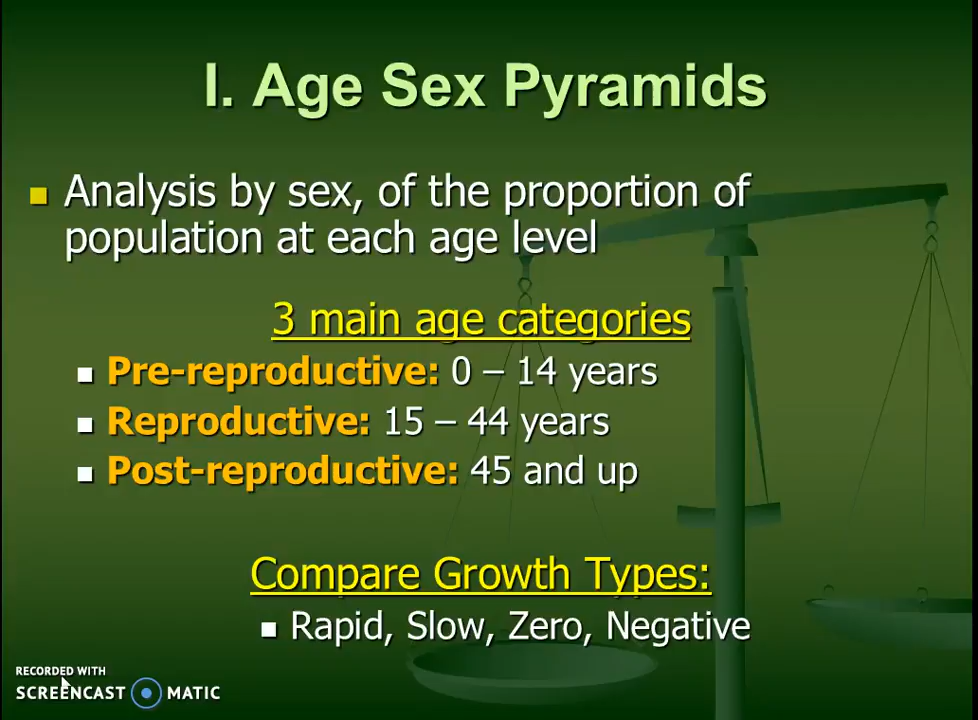 I. Age Sex Pyramids
Analysis by sex, of the proportion of
population at each age level
3 main age categories
Pre-reproductive: 0 – 14 years
Reproductive: 15 – 44 years
Post-reproductive: 45 and up
Compare Growth Types:
Rapid, Slow, Zero, Negative
RECORDED WITH
SCREENCAST MATIC